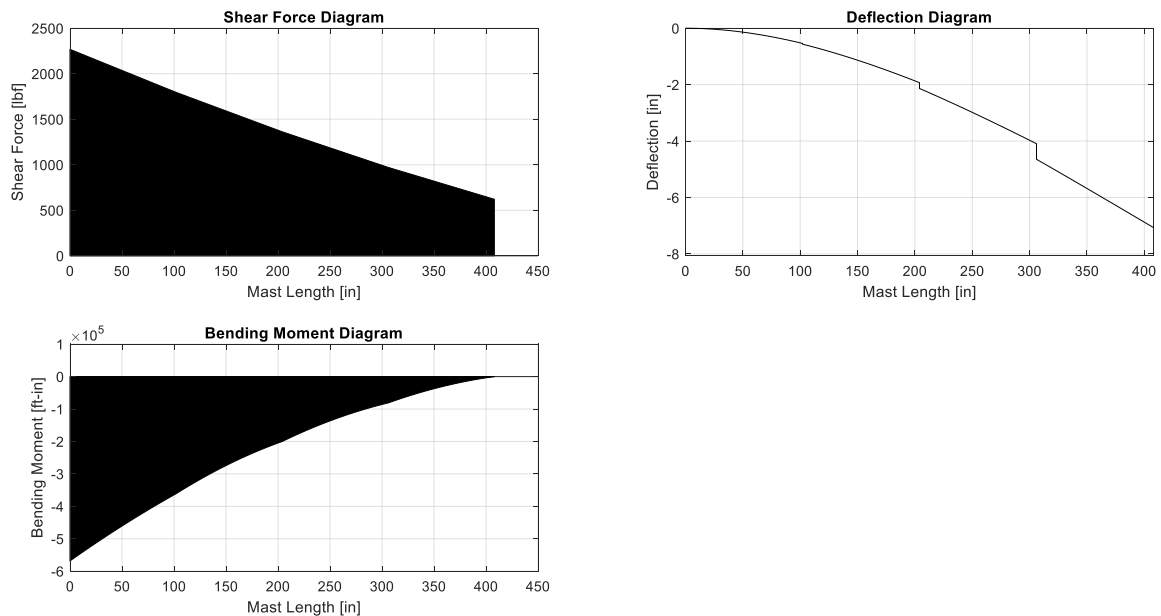 Shear Force Diagram
2500
2000
1500
1000
500
0
Shear Force [lbf]
0 50 100 150 200 250 300 350 400 450
Mast Length [in]
Deflection Diagram
0
-2
-4
-6
-8
Deflection [in]
0 50 100 150 200 250 300 350 400
Mast Length [in]
Bending Moment Diagram
×10⁵
1
0
-1
-2
-3
-4
-5
-6
Bending Moment [ft-in]
0 50 100 150 200 250 300 350 400 450
Mast Length [in]